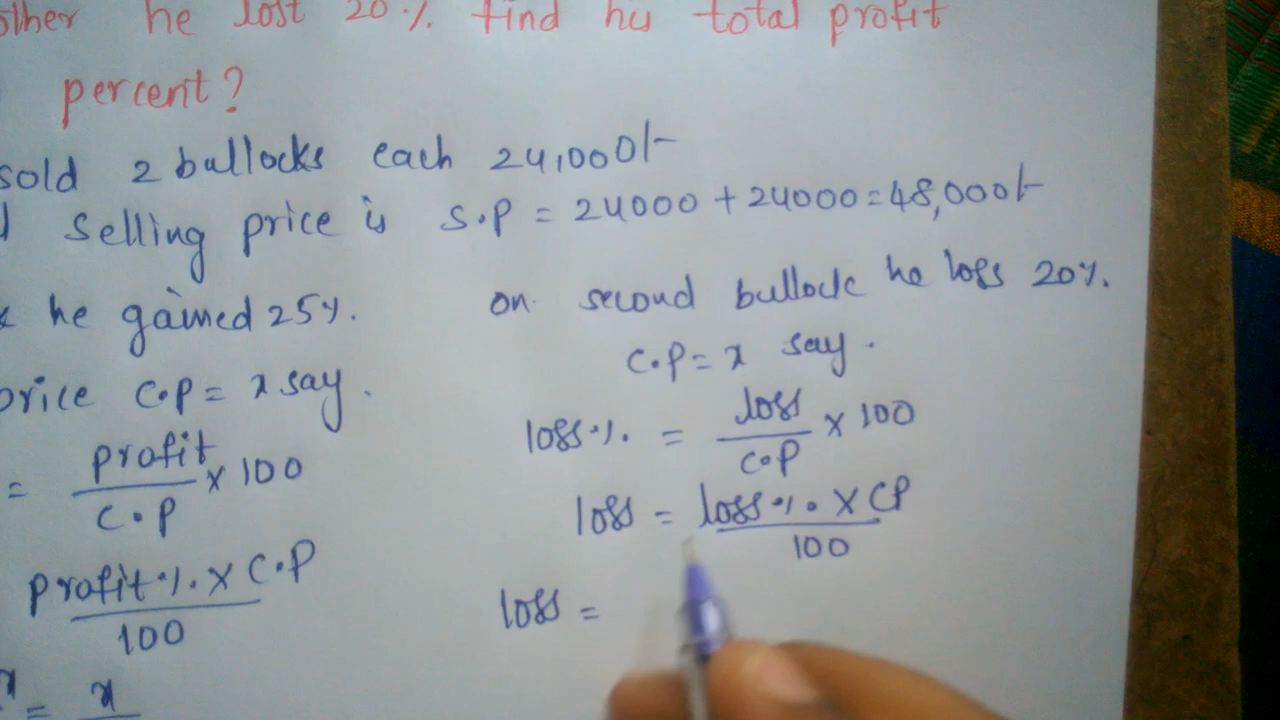 other he lost 20% find his total profit
percent?
sold 2 bullocks each 24,000/-
selling price is S.P = 24000 + 24000 = 48,000/-
he gained 25%. on second bullock he loss 20%.
C.P = x say.
price C.P = x say.
loss% = loss/C.P × 100
= profit/C.P × 100
loss = loss% × CP/100
profit% × C.P/100
loss =
= x